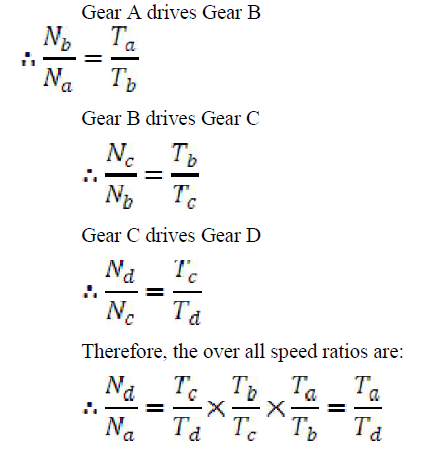 Gear A drives Gear B
∴ N_b/N_a = T_a/T_b
Gear B drives Gear C
∴ N_c/N_b = T_b/T_c
Gear C drives Gear D
∴ N_d/N_c = T_c/T_d
Therefore, the over all speed ratios are:
∴ N_d/N_a = T_c/T_d × T_b/T_c × T_a/T_b = T_a/T_d